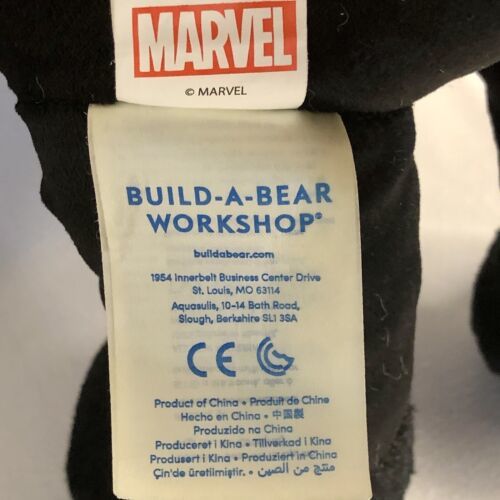 MARVEL
© MARVEL
BUILD-A-BEAR
WORKSHOP®
buildabear.com
1954 Innerbelt Business Center Drive
St. Louis, MO 63114
Aquasulis, 10-14 Bath Road,
Slough, Berkshire SL1 3SA
CE
Product of China • Produit de Chine
Hecho en China • 中国製
Produzido na China
Produceret i Kina • Tillverkad i Kina
Produsert i Kina • Produziert in China
Çin'de üretilmiştir. • منتج من الصين